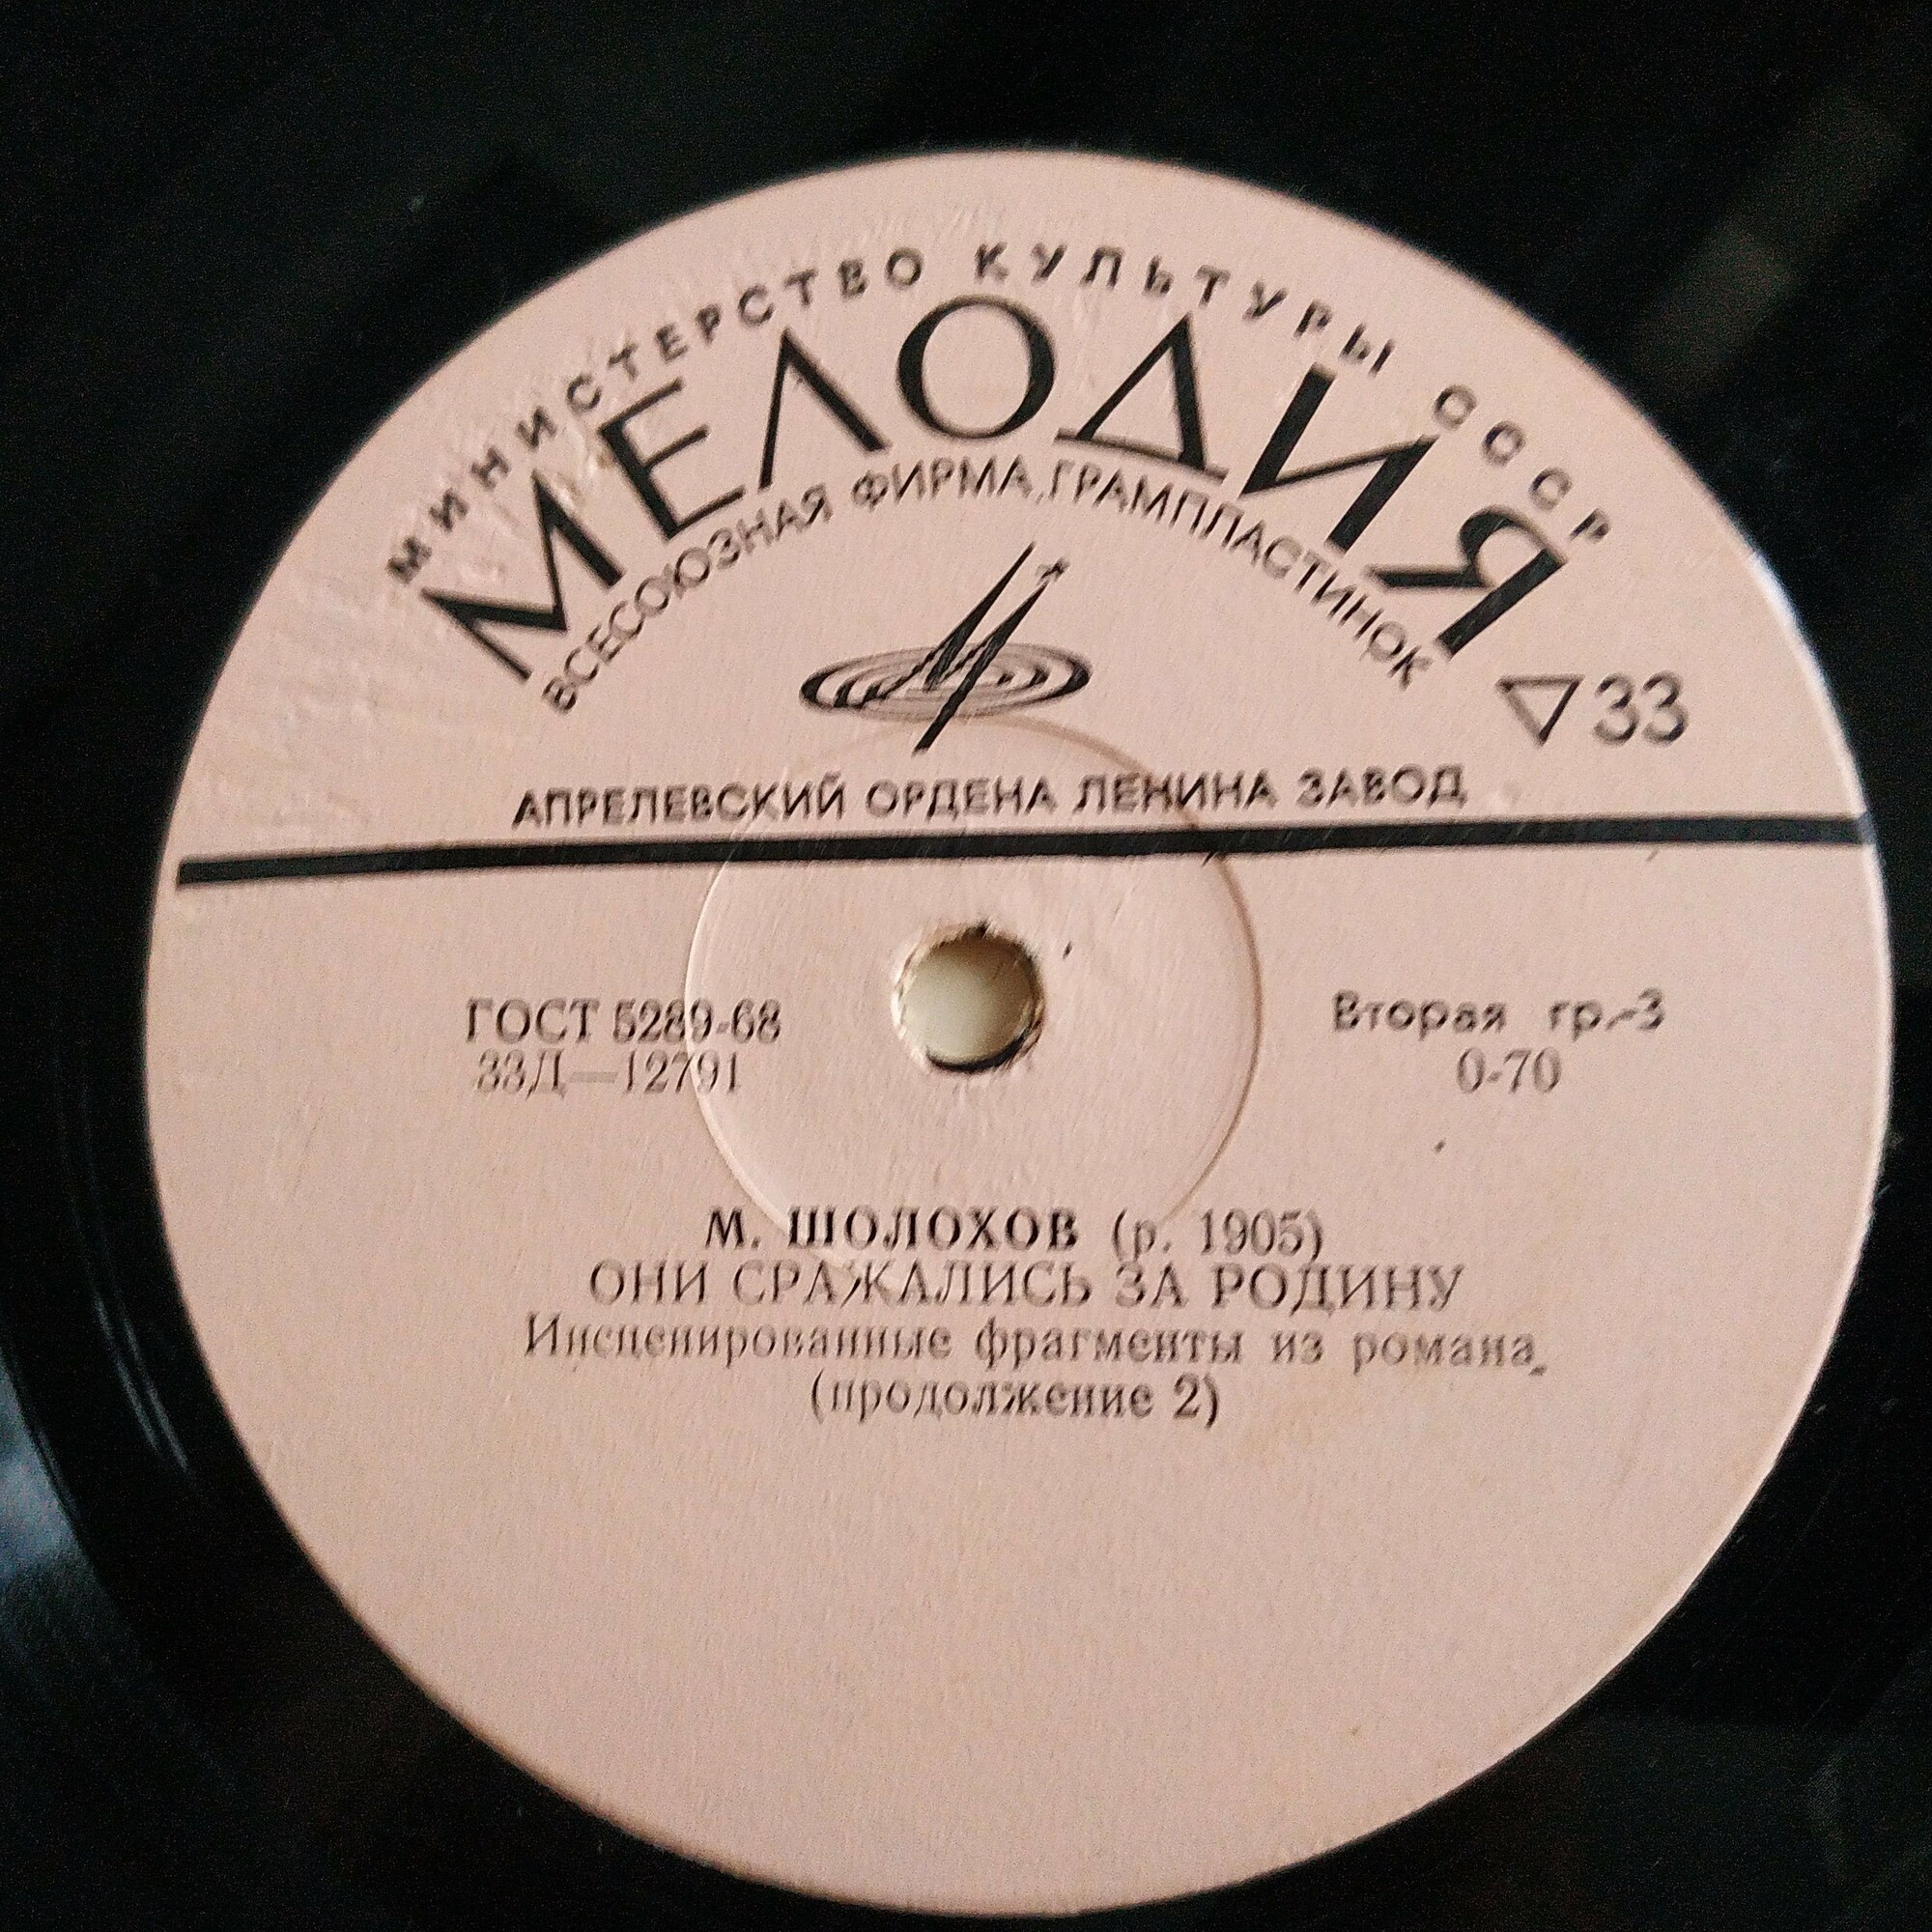 МИНИСТЕРСТВО КУЛЬТУРЫ СССР
МЕЛОДИЯ
ВСЕСОЮЗНАЯ ФИРМА ГРАМПЛАСТИНОК
▽33
АПРЕЛЕВСКИЙ ОРДЕНА ЛЕНИНА ЗАВОД
ГОСТ 5289-68
33Д—12791
Вторая гр.-3
0-70
М. ШОЛОХОВ (р. 1905)
ОНИ СРАЖАЛИСЬ ЗА РОДИНУ
Инсценированные фрагменты из романа
(продолжение 2)